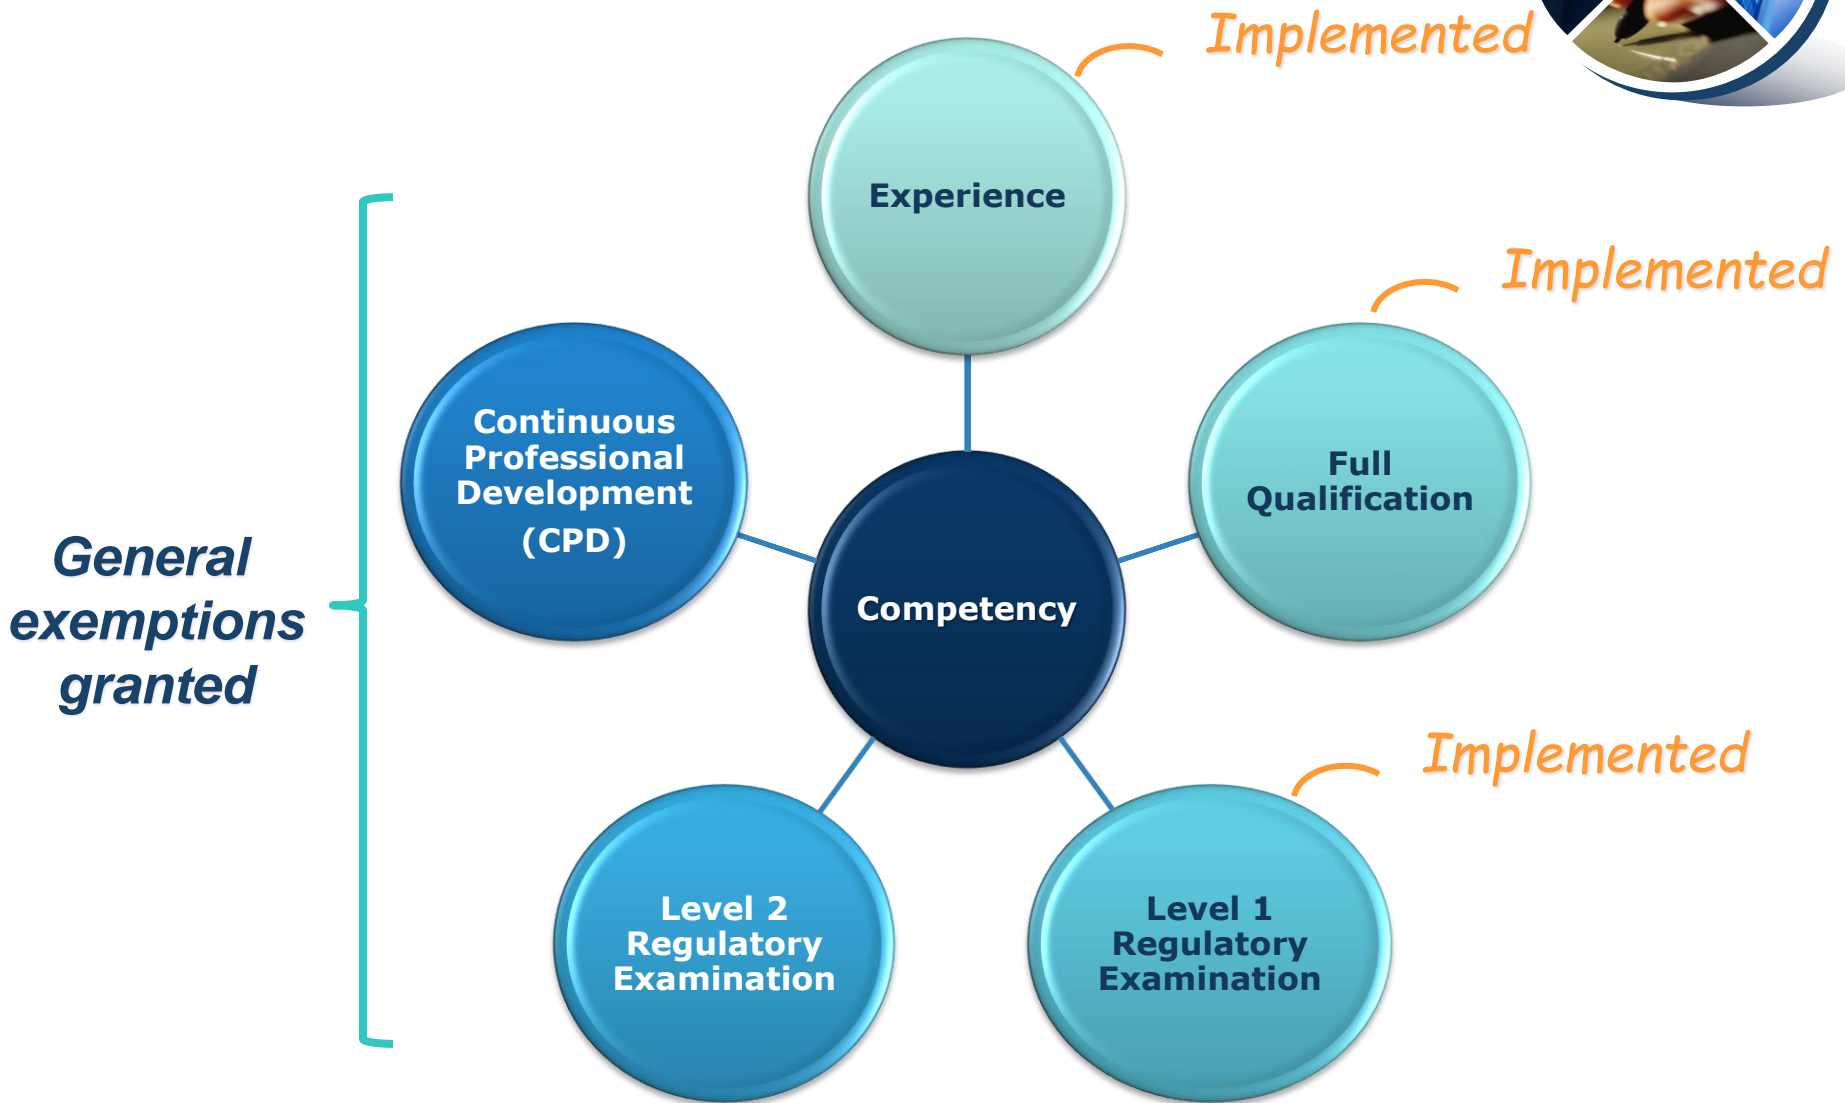 Implemented
Experience
Implemented
Continuous
Professional
Development
(CPD)
Full
Qualification
General
exemptions
granted
Competency
Implemented
Level 2
Regulatory
Examination
Level 1
Regulatory
Examination